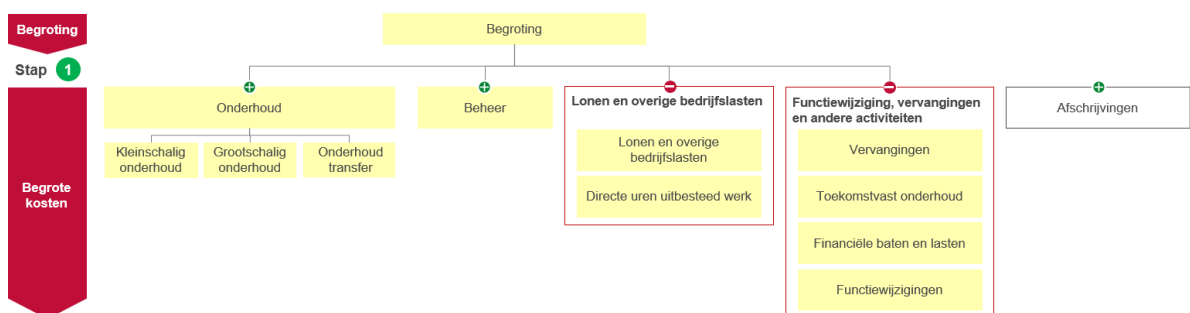 Begroting
Begroting
Stap 1
Onderhoud
Beheer
Lonen en overige bedrijfslasten
Functiewijziging, vervangingen
en andere activiteiten
Afschrijvingen
Kleinschalig
onderhoud
Grootschalig
onderhoud
Onderhoud
transfer
Lonen en overige
bedrijfslasten
Vervangingen
Begrote
kosten
Directe uren uitbesteed werk
Toekomstvast onderhoud
Financiële baten en lasten
Functiewijzigingen